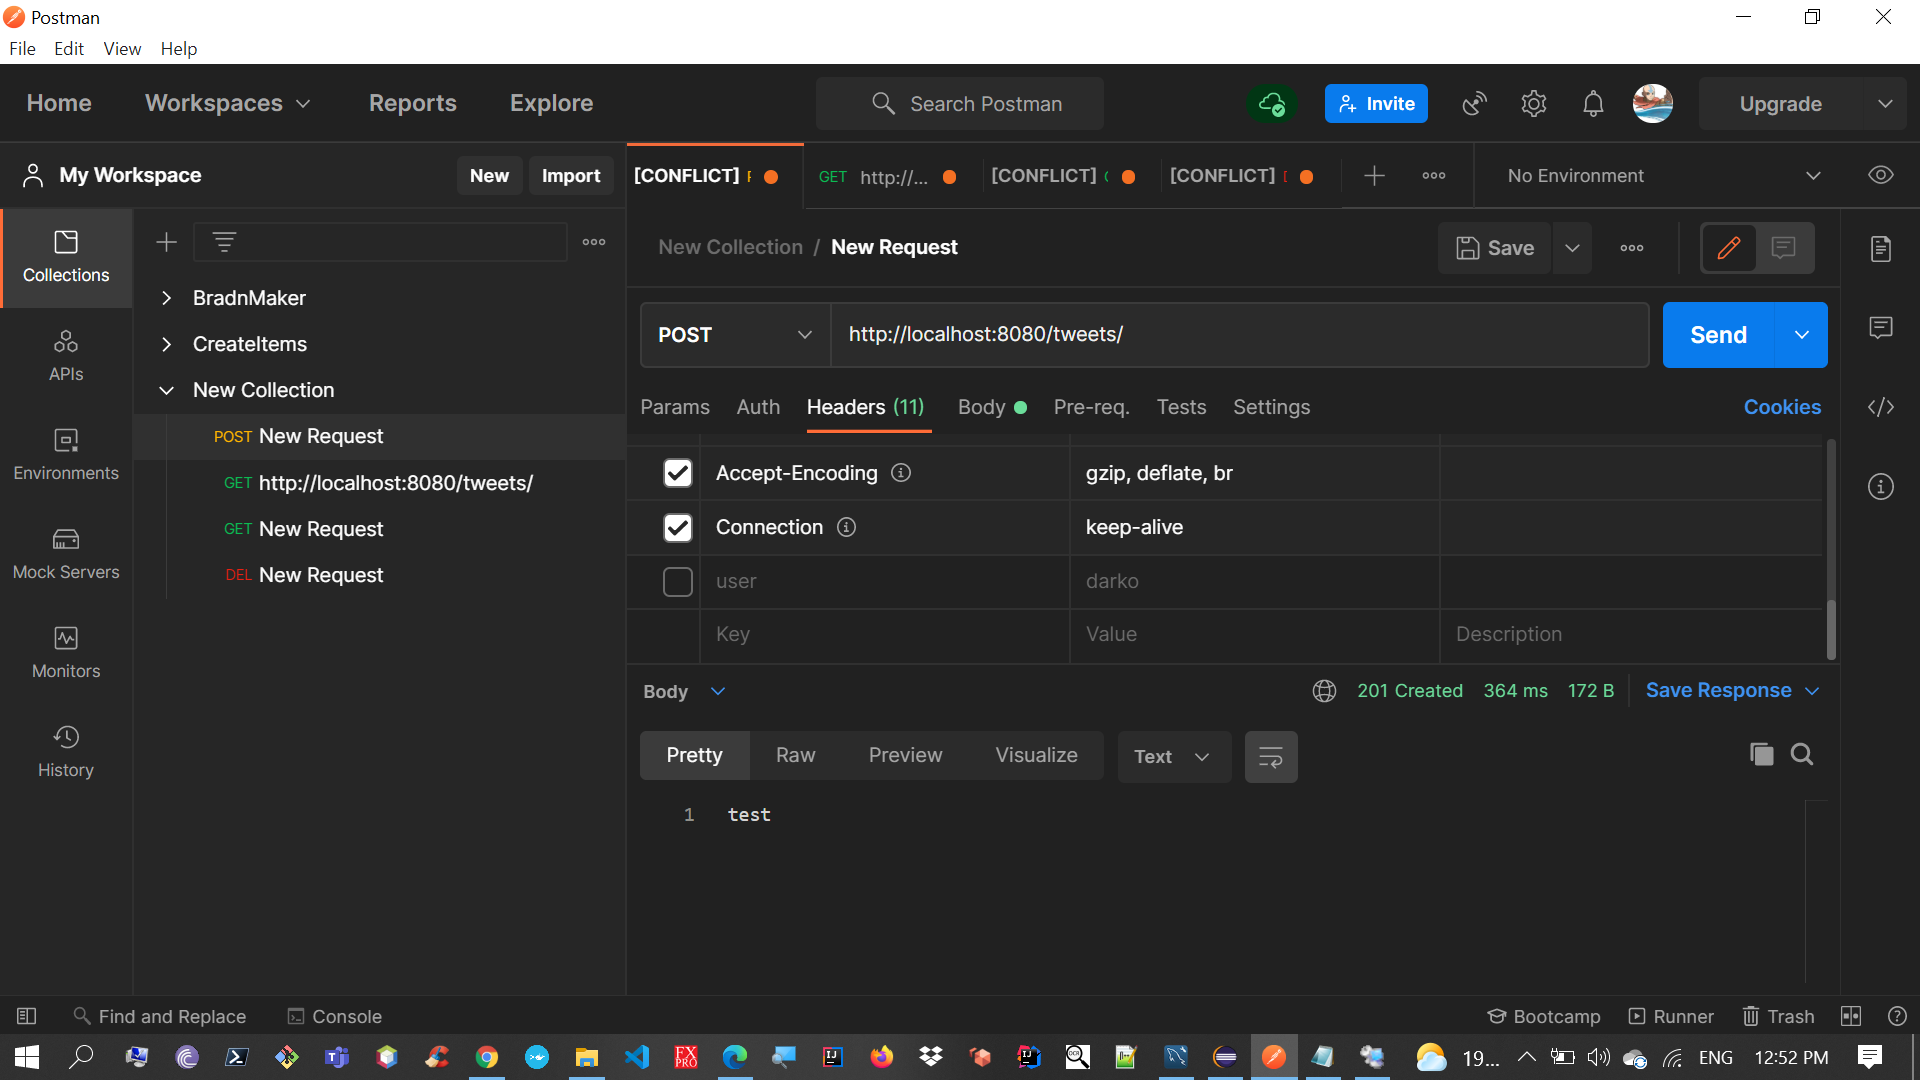 Postman
File Edit View Help
Home Workspaces Reports Explore Search Postman Invite Upgrade
My Workspace New Import
[CONFLICT] GET http://... [CONFLICT] [CONFLICT] No Environment
Collections
APIs
Environments
Mock Servers
Monitors
History
BradnMaker
CreateItems
New Collection
POST New Request
GET http://localhost:8080/tweets/
GET New Request
DEL New Request
New Collection / New Request Save
POST http://localhost:8080/tweets/ Send
Params Auth Headers (11) Body Pre-req. Tests Settings Cookies
Accept-Encoding gzip, deflate, br
Connection keep-alive
user darko
Key Value Description
Body 201 Created 364 ms 172 B Save Response
Pretty Raw Preview Visualize Text
1 test
Find and Replace Console Bootcamp Runner Trash
19... ENG 12:52 PM